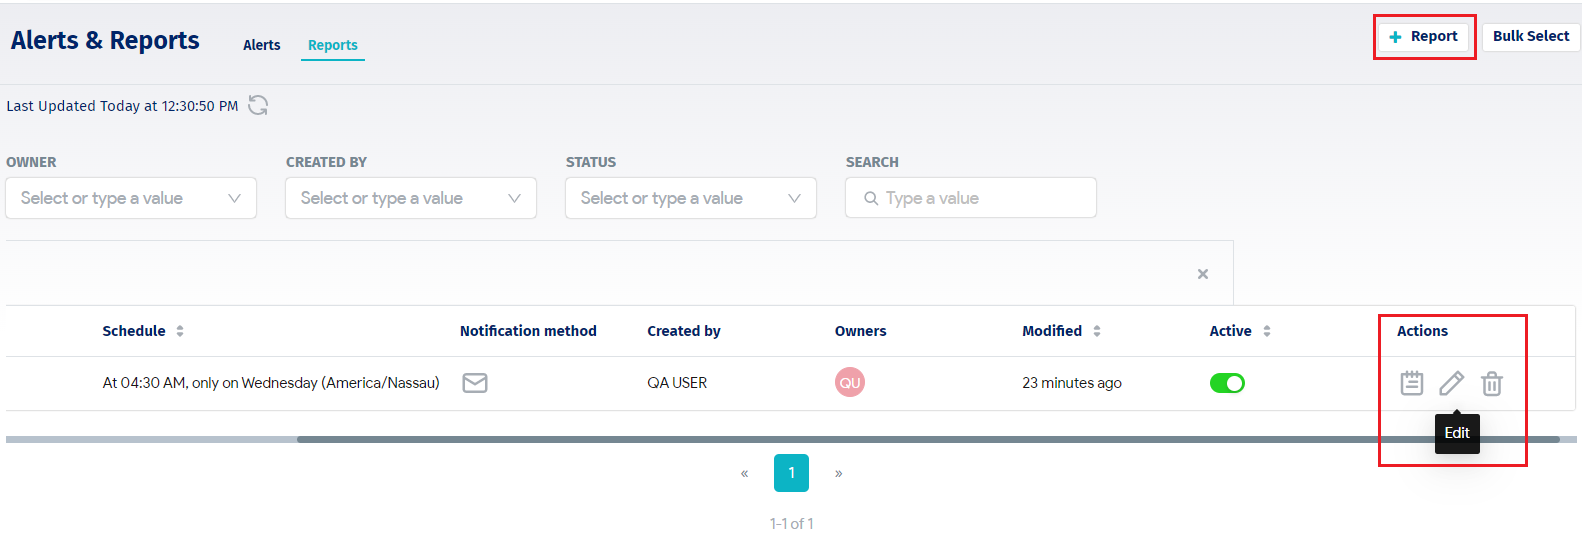 Alerts & Reports Alerts Reports + Report Bulk Select
Last Updated Today at 12:30:50 PM
OWNER CREATED BY STATUS SEARCH
Select or type a value Select or type a value Select or type a value Type a value
Schedule Notification method Created by Owners Modified Active Actions
At 04:30 AM, only on Wednesday (America/Nassau) QA USER QU 23 minutes ago
Edit
« 1 »
1-1 of 1